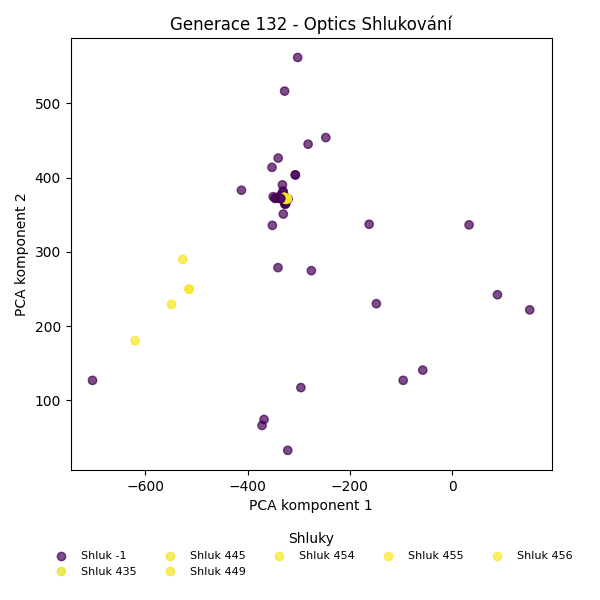 Generace 132 - Optics Shlukování
PCA komponent 2
500
400
300
200
100
−600 −400 −200 0
PCA komponent 1
Shluky
Shluk -1 Shluk 445 Shluk 454 Shluk 455 Shluk 456
Shluk 435 Shluk 449